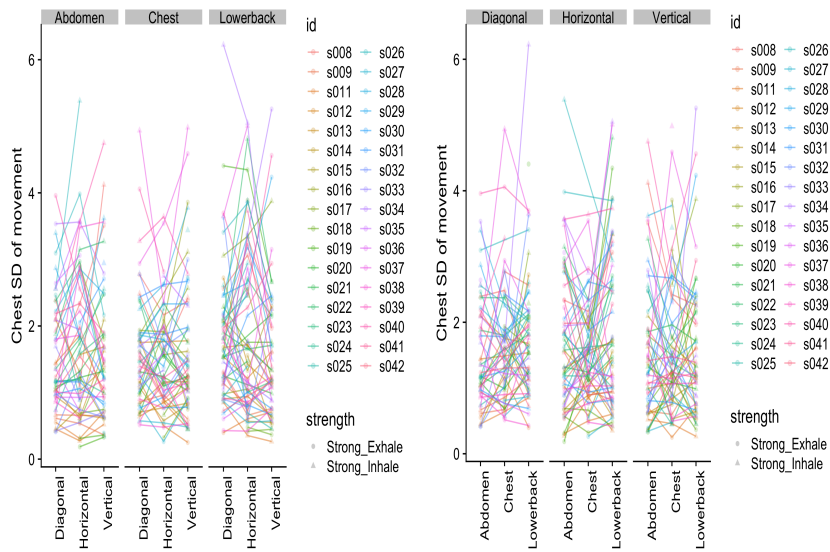 Abdomen Chest Lowerback
Chest SD of movement
6
4
2
0
Diagonal Horizontal Vertical Diagonal Horizontal Vertical Diagonal Horizontal Vertical
id
s008 s026
s009 s027
s011 s028
s012 s029
s013 s030
s014 s031
s015 s032
s016 s033
s017 s034
s018 s035
s019 s036
s020 s037
s021 s038
s022 s039
s023 s040
s024 s041
s025 s042
strength
Strong_Exhale
Strong_Inhale
Diagonal Horizontal Vertical
Chest SD of movement
6
4
2
0
Abdomen Chest Lowerback Abdomen Chest Lowerback Abdomen Chest Lowerback
id
s008 s026
s009 s027
s011 s028
s012 s029
s013 s030
s014 s031
s015 s032
s016 s033
s017 s034
s018 s035
s019 s036
s020 s037
s021 s038
s022 s039
s023 s040
s024 s041
s025 s042
strength
Strong_Exhale
Strong_Inhale